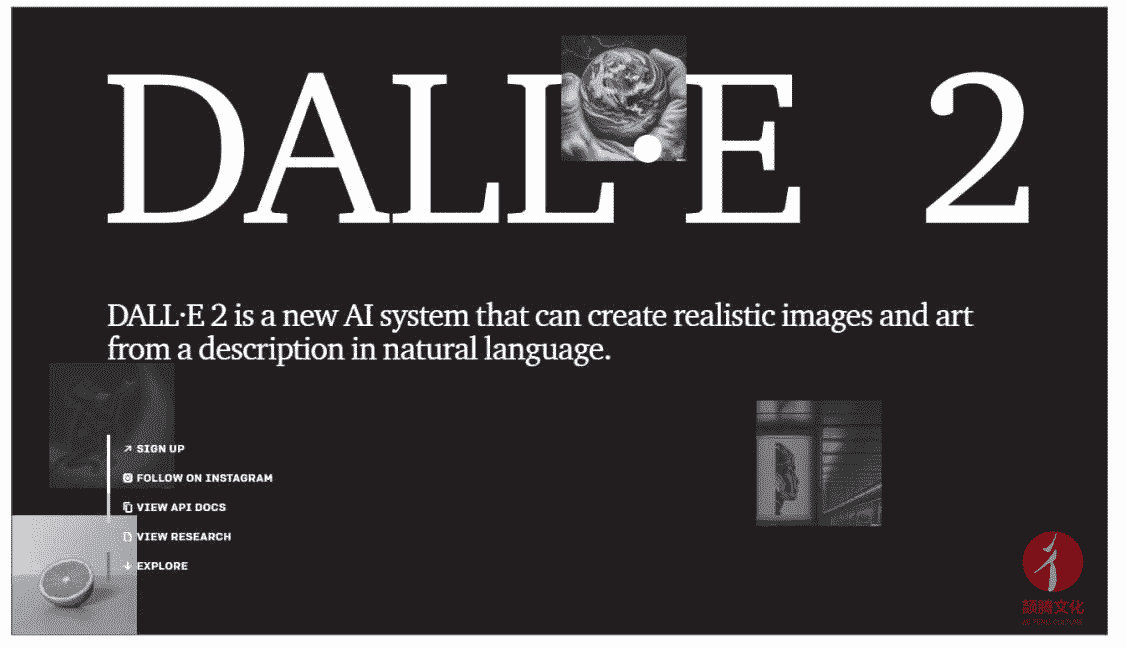 DALL·E 2
DALL·E 2 is a new AI system that can create realistic images and art
from a description in natural language.
SIGN UP
FOLLOW ON INSTAGRAM
VIEW API DOCS
VIEW RESEARCH
EXPLORE
颉腾文化